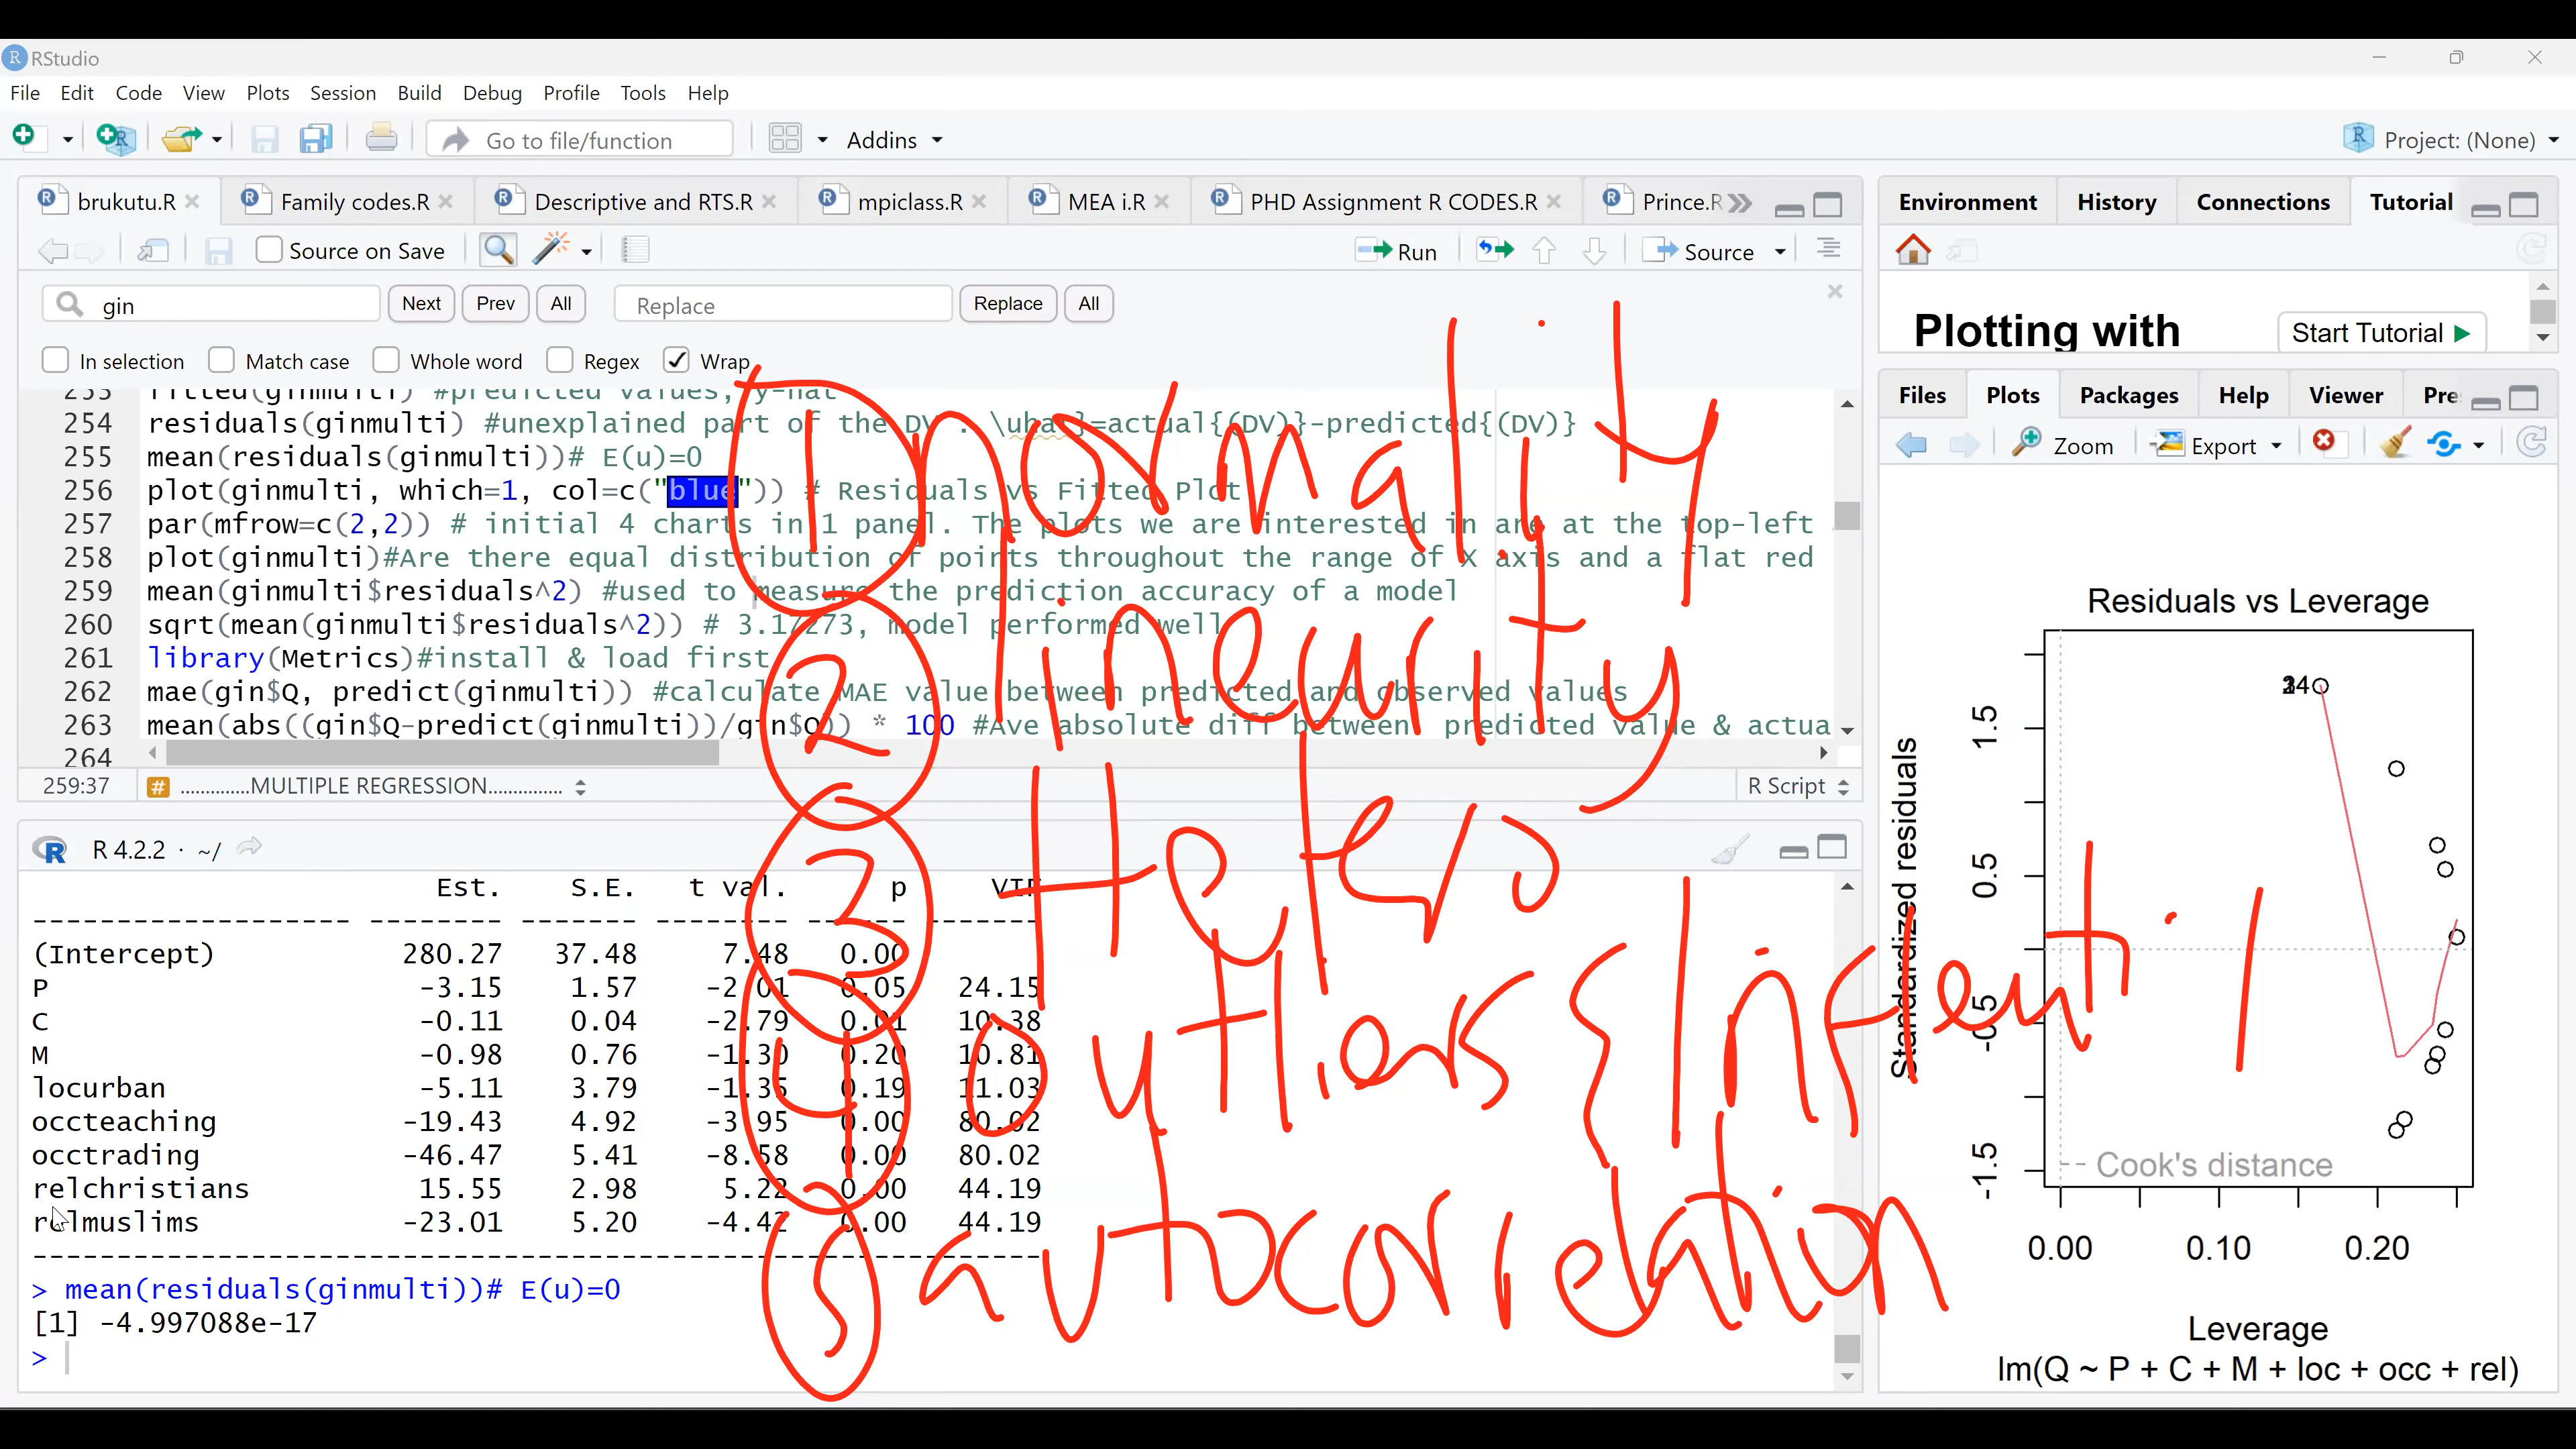 RStudio
File Edit Code View Plots Session Build Debug Profile Tools Help
Go to file/function Addins Project: (None)
brukutu.R Family codes.R Descriptive and RTS.R mpiclass.R MEA i.R PHD Assignment R CODES.R Prince.R
Source on Save Run Source
gin Next Prev All Replace Replace All
In selection Match case Whole word Regex Wrap
253 fitted(ginmulti) #predicted values, y-hat
254 residuals(ginmulti) #unexplained part of the DV : \uhat}=actual{(DV)}-predicted{(DV)}
255 mean(residuals(ginmulti))# E(u)=0
256 plot(ginmulti, which=1, col=c("blue")) # Residuals vs Fitted Plot
257 par(mfrow=c(2,2)) # initial 4 charts in 1 panel. The plots we are interested in are at the top-left
258 plot(ginmulti)#Are there equal distribution of points throughout the range of X axis and a flat red
259 mean(ginmulti$residuals^2) #used to measure the prediction accuracy of a model
260 sqrt(mean(ginmulti$residuals^2)) # 3.17273, model performed well
261 library(Metrics)#install & load first
262 mae(gin$Q, predict(ginmulti)) #calculate MAE value between predicted and observed values
263 mean(abs((gin$Q-predict(ginmulti))/gin$Q)) * 100 #Ave absolute diff between predicted value & actua
264
259:37 # ..............MULTIPLE REGRESSION............... R Script
R 4.2.2 · ~/
Est. S.E. t val. p VIF
(Intercept) 280.27 37.48 7.48 0.00
P -3.15 1.57 -2.01 0.05 24.15
C -0.11 0.04 -2.79 0.01 10.38
M -0.98 0.76 -1.30 0.20 10.81
locurban -5.11 3.79 -1.35 0.19 11.03
occteaching -19.43 4.92 -3.95 0.00 80.02
occtrading -46.47 5.41 -8.58 0.00 80.02
relchristians 15.55 2.98 5.22 0.00 44.19
relmuslims -23.01 5.20 -4.42 0.00 44.19
> mean(residuals(ginmulti))# E(u)=0
[1] -4.997088e-17
>
1 normality
2 linearity
3 Hetero
4 outliers { Influenti
5 autocorrelation
Environment History Connections Tutorial
Plotting with Start Tutorial
Files Plots Packages Help Viewer Pre
Zoom Export
Residuals vs Leverage
Standardized residuals
1.5
0.5
-0.5
-1.5
Cook's distance
0.00 0.10 0.20
Leverage
lm(Q ~ P + C + M + loc + occ + rel)